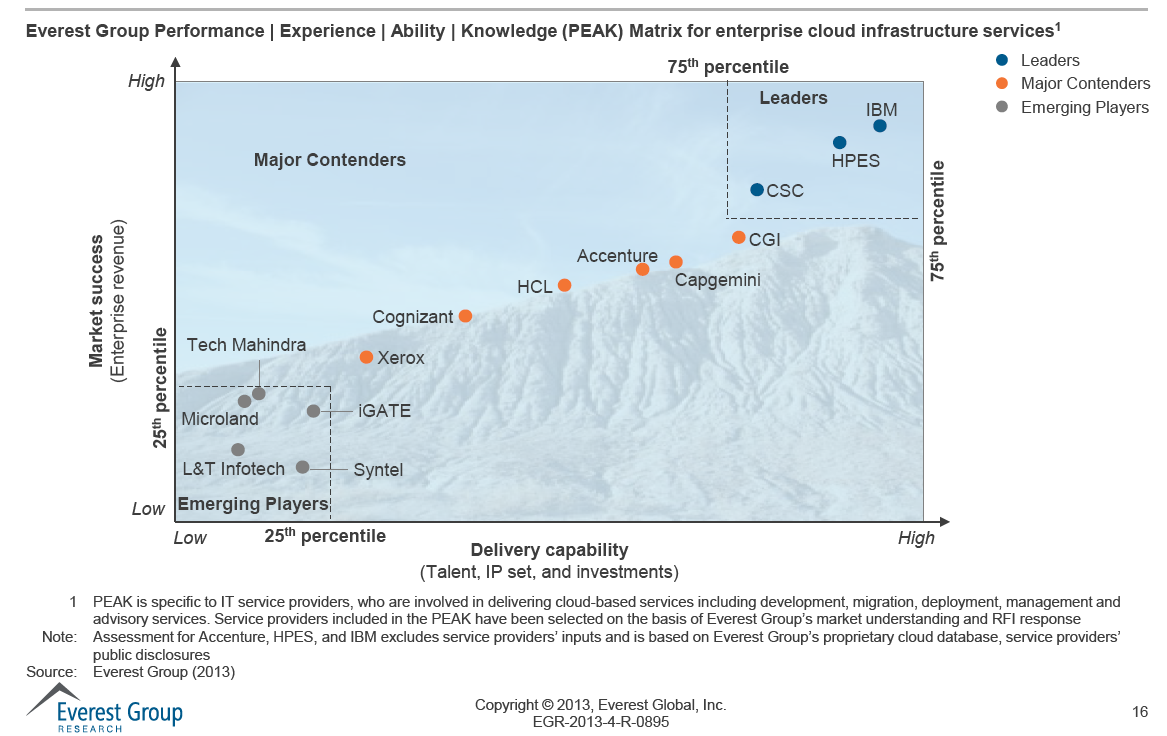 Everest Group Performance | Experience | Ability | Knowledge (PEAK) Matrix for enterprise cloud infrastructure services1
Leaders
Major Contenders
Emerging Players
High
75th percentile
Leaders
IBM
HPES
CSC
Major Contenders
75th percentile
CGI
Accenture
Capgemini
HCL
Cognizant
Xerox
Market success
(Enterprise revenue)
25th percentile
Tech Mahindra
Microland
iGATE
L&T Infotech
Syntel
Emerging Players
Low
Low
25th percentile
High
Delivery capability
(Talent, IP set, and investments)
1 PEAK is specific to IT service providers, who are involved in delivering cloud-based services including development, migration, deployment, management and
advisory services. Service providers included in the PEAK have been selected on the basis of Everest Group's market understanding and RFI response
Note: Assessment for Accenture, HPES, and IBM excludes service providers' inputs and is based on Everest Group's proprietary cloud database, service providers'
public disclosures
Source: Everest Group (2013)
Everest Group
RESEARCH
Copyright © 2013, Everest Global, Inc.
EGR-2013-4-R-0895
16